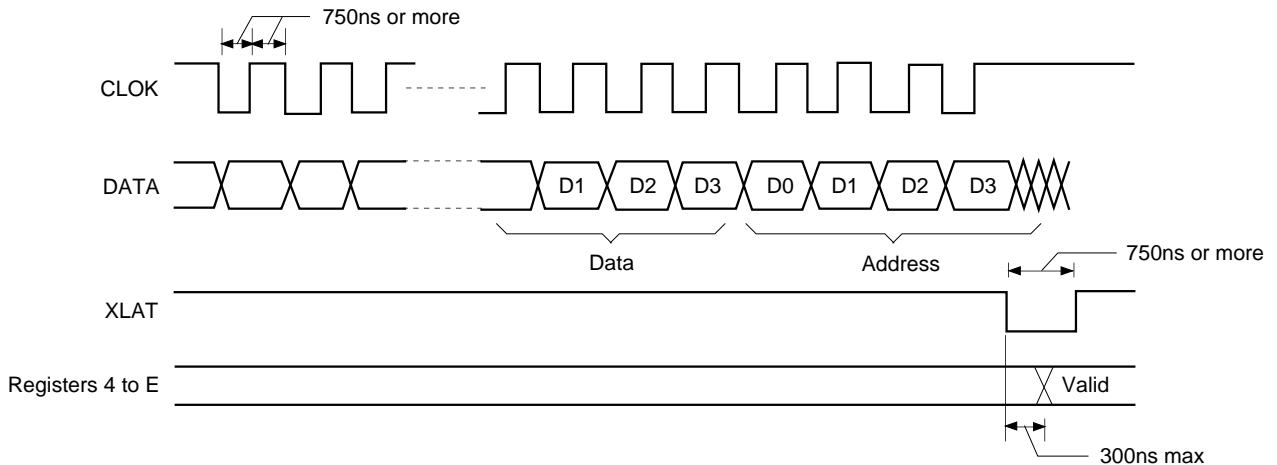 750ns or more
CLOK
DATA
D1 D2 D3 D0 D1 D2 D3
Data Address
750ns or more
XLAT
Registers 4 to E
Valid
300ns max